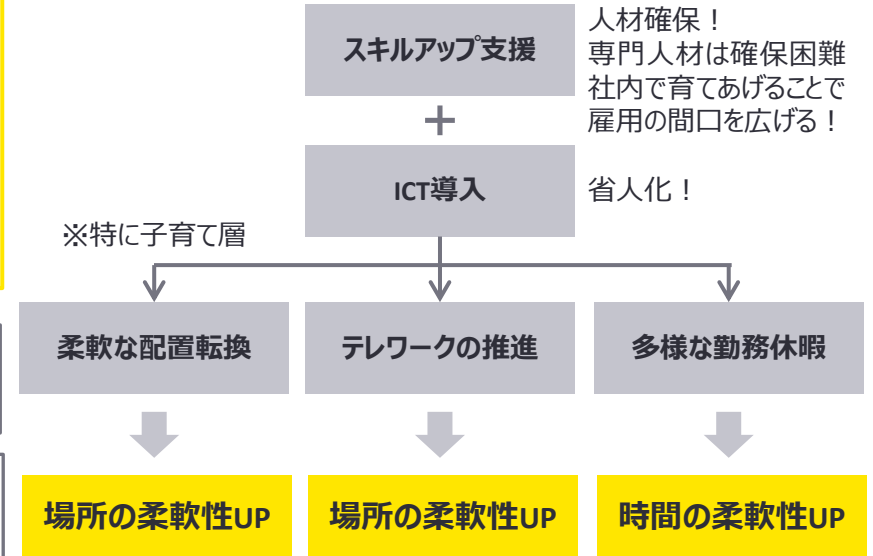 スキルアップ支援
人材確保！
専門人材は確保困難
社内で育てあげることで
雇用の間口を広げる！
+
ICT導入
省人化！
※特に子育て層
柔軟な配置転換
テレワークの推進
多様な勤務休暇
場所の柔軟性UP
場所の柔軟性UP
時間の柔軟性UP